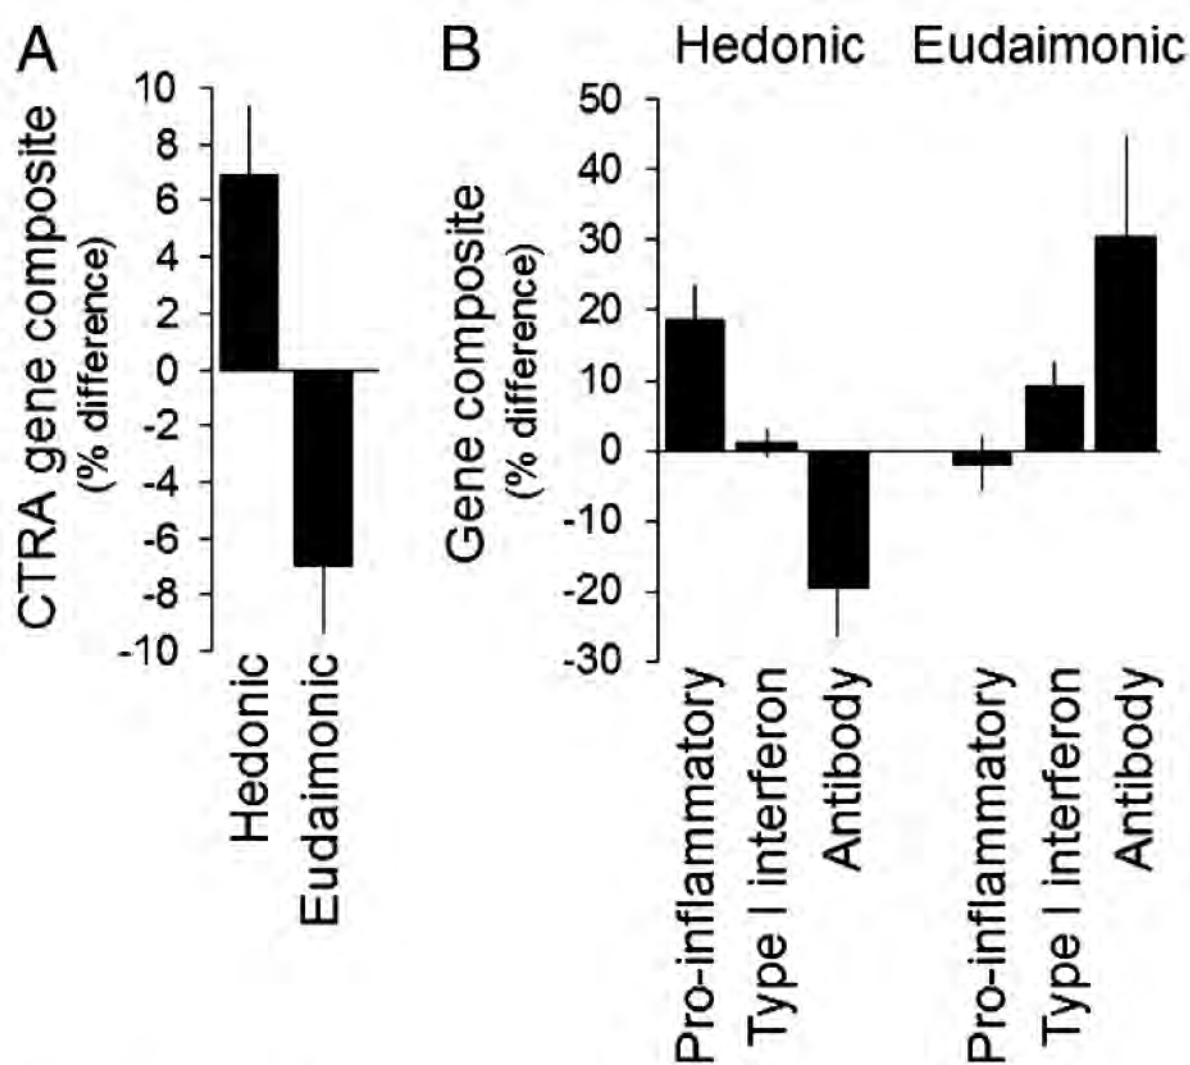 A
CTRA gene composite
(% difference)
10
8
6
4
2
0
-2
-4
-6
-8
-10
Hedonic
Eudaimonic
B
Hedonic Eudaimonic
Gene composite
(% difference)
50
40
30
20
10
0
-10
-20
-30
Pro-inflammatory
Type I interferon
Antibody
Pro-inflammatory
Type I interferon
Antibody